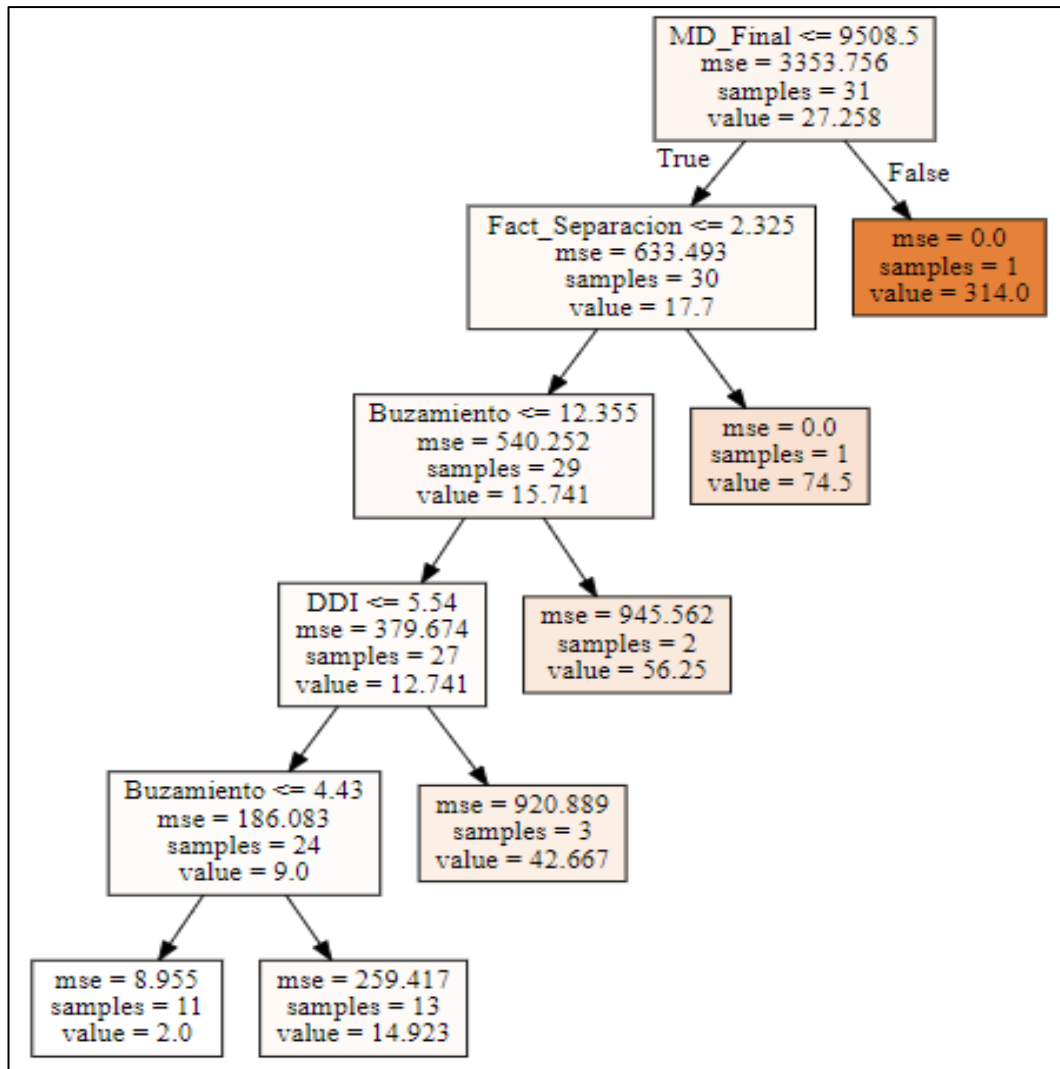 MD_Final <= 9508.5
mse = 3353.756
samples = 31
value = 27.258
True
False
Fact_Separacion <= 2.325
mse = 633.493
samples = 30
value = 17.7
mse = 0.0
samples = 1
value = 314.0
Buzamiento <= 12.355
mse = 540.252
samples = 29
value = 15.741
mse = 0.0
samples = 1
value = 74.5
DDI <= 5.54
mse = 379.674
samples = 27
value = 12.741
mse = 945.562
samples = 2
value = 56.25
Buzamiento <= 4.43
mse = 186.083
samples = 24
value = 9.0
mse = 920.889
samples = 3
value = 42.667
mse = 8.955
samples = 11
value = 2.0
mse = 259.417
samples = 13
value = 14.923